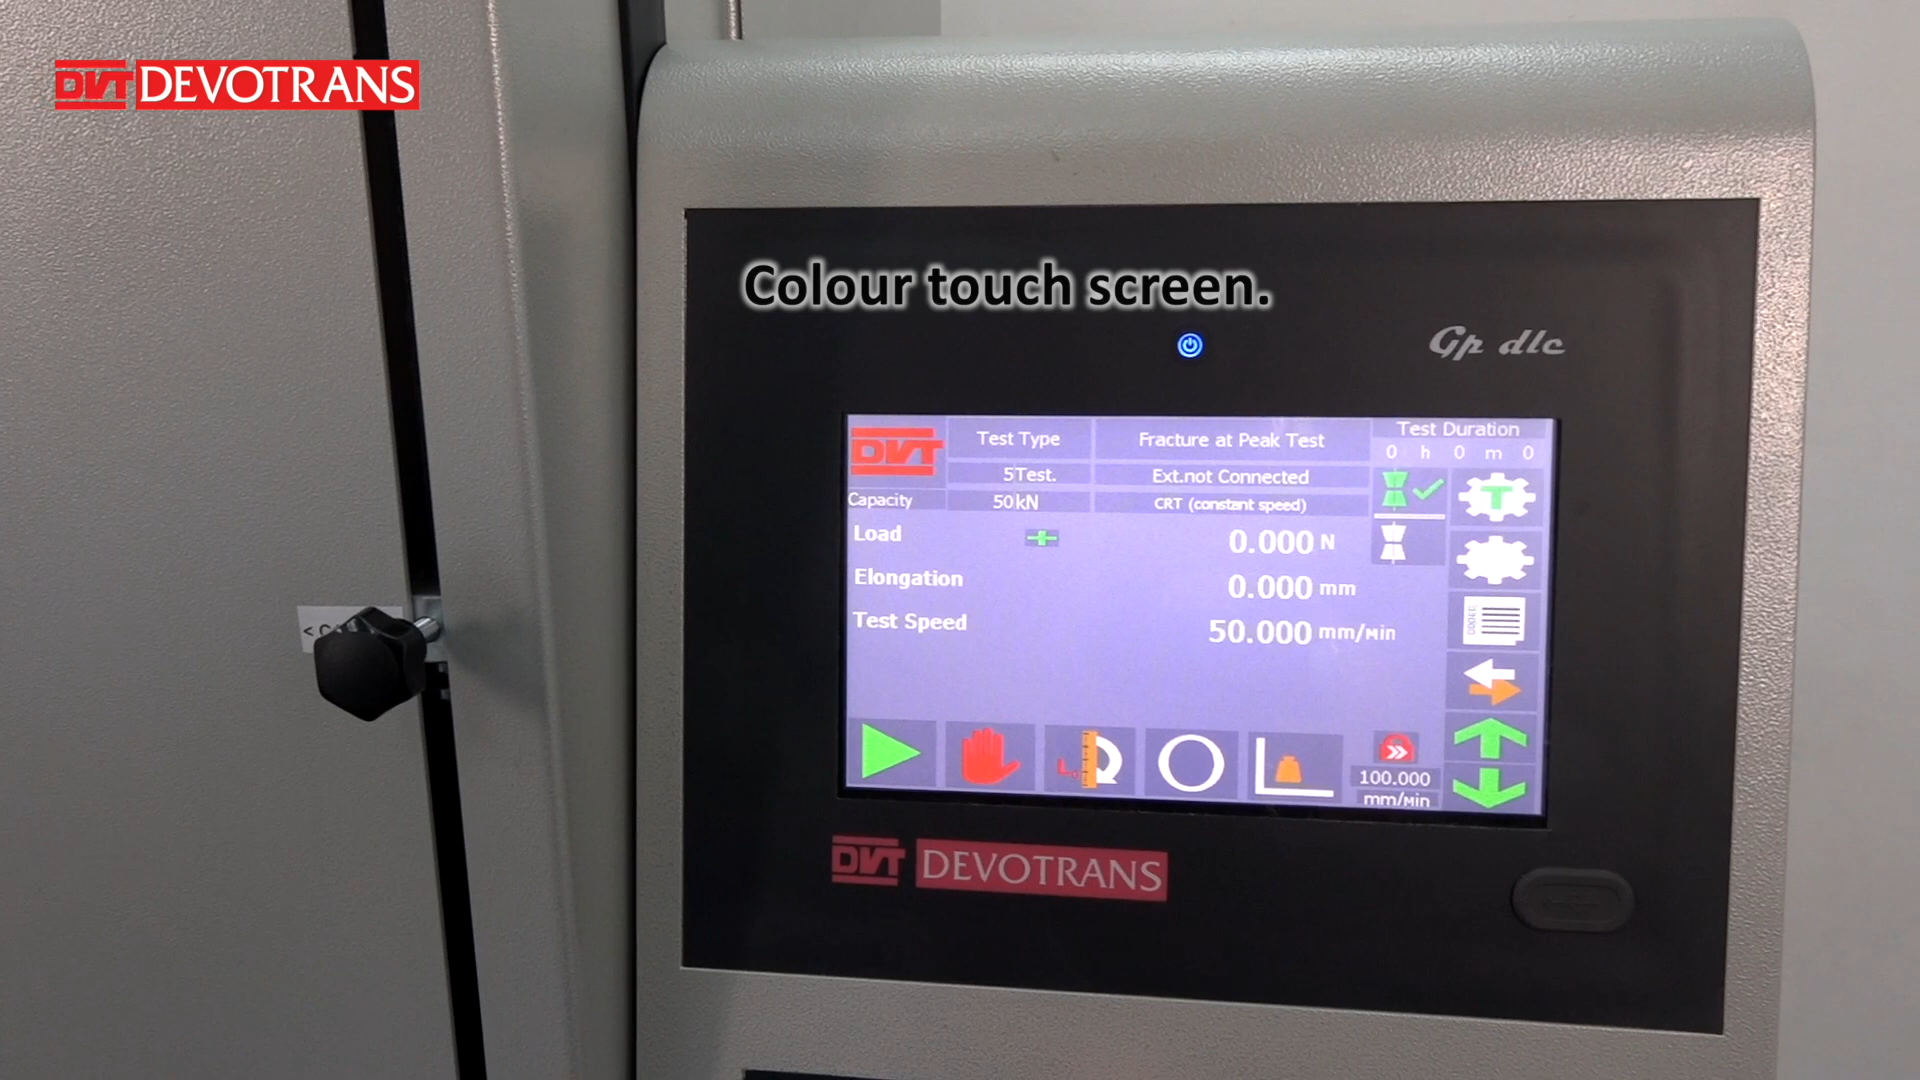 DVT DEVOTRANS
Colour touch screen.
Gp dlc
DVT
Test Type
Fracture at Peak Test
Test Duration
0 h 0 m 0
5Test.
Ext.not Connected
Capacity
50kN
CRT (constant speed)
T
Load
0.000 N
Elongation
0.000 mm
Test Speed
50.000 mm/мin
100.000
mm/мin
DVT DEVOTRANS